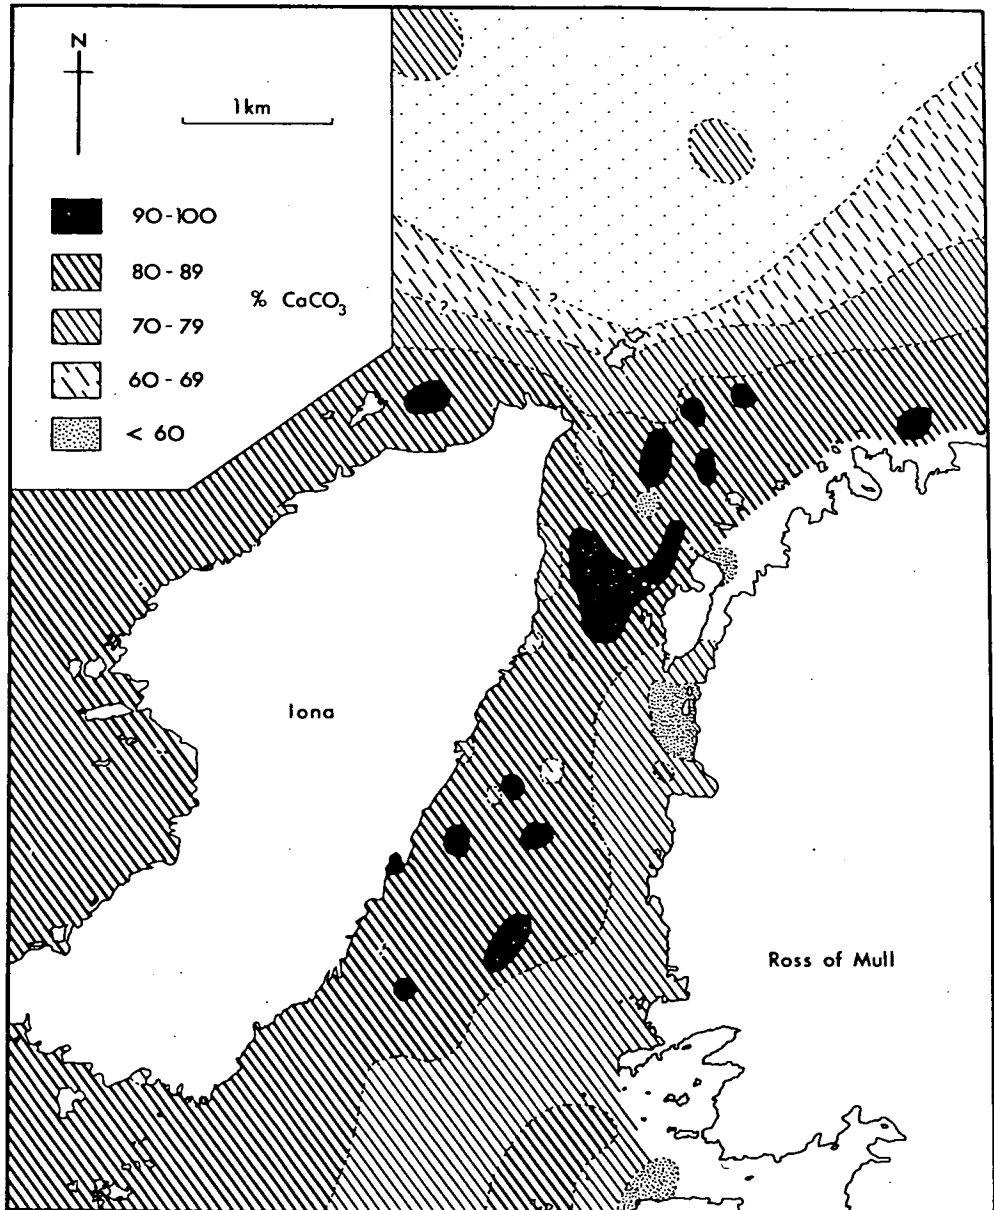 N
1km
90-100
80-89
% CaCO₃
70-79
60-69
< 60
?
?
Iona
Ross of Mull